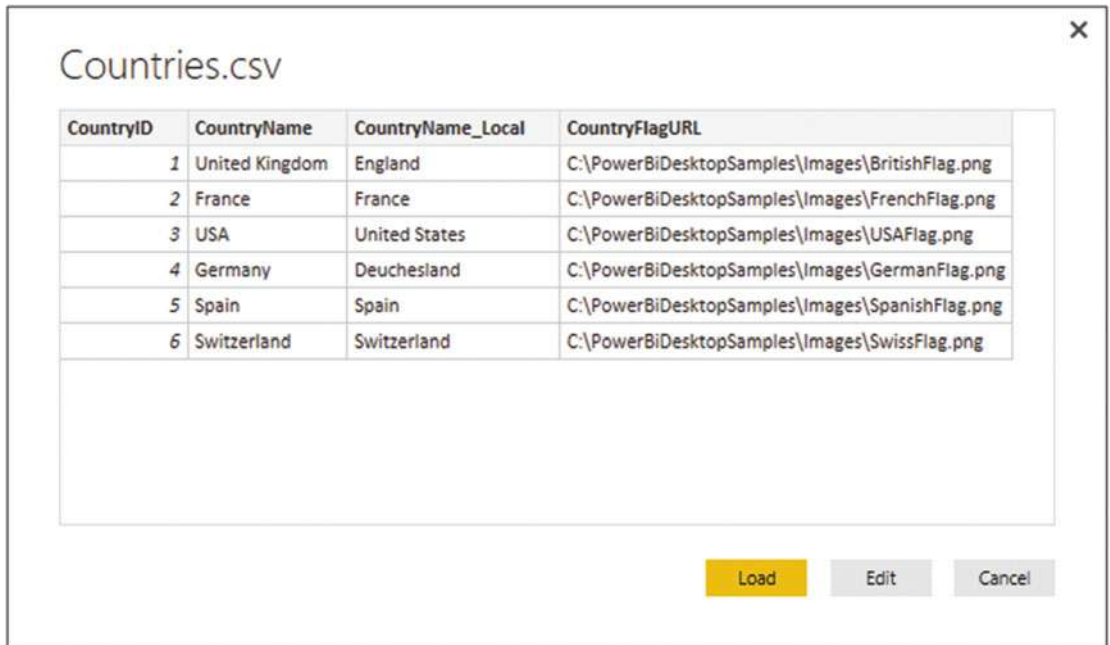 Countries.csv
CountryID CountryName CountryName_Local CountryFlagURL
1 United Kingdom England C:\PowerBiDesktopSamples\Images\BritishFlag.png
2 France France C:\PowerBiDesktopSamples\Images\FrenchFlag.png
3 USA United States C:\PowerBiDesktopSamples\Images\USAFlag.png
4 Germany Deuchesland C:\PowerBiDesktopSamples\Images\GermanFlag.png
5 Spain Spain C:\PowerBiDesktopSamples\Images\SpanishFlag.png
6 Switzerland Switzerland C:\PowerBiDesktopSamples\Images\SwissFlag.png
Load Edit Cancel